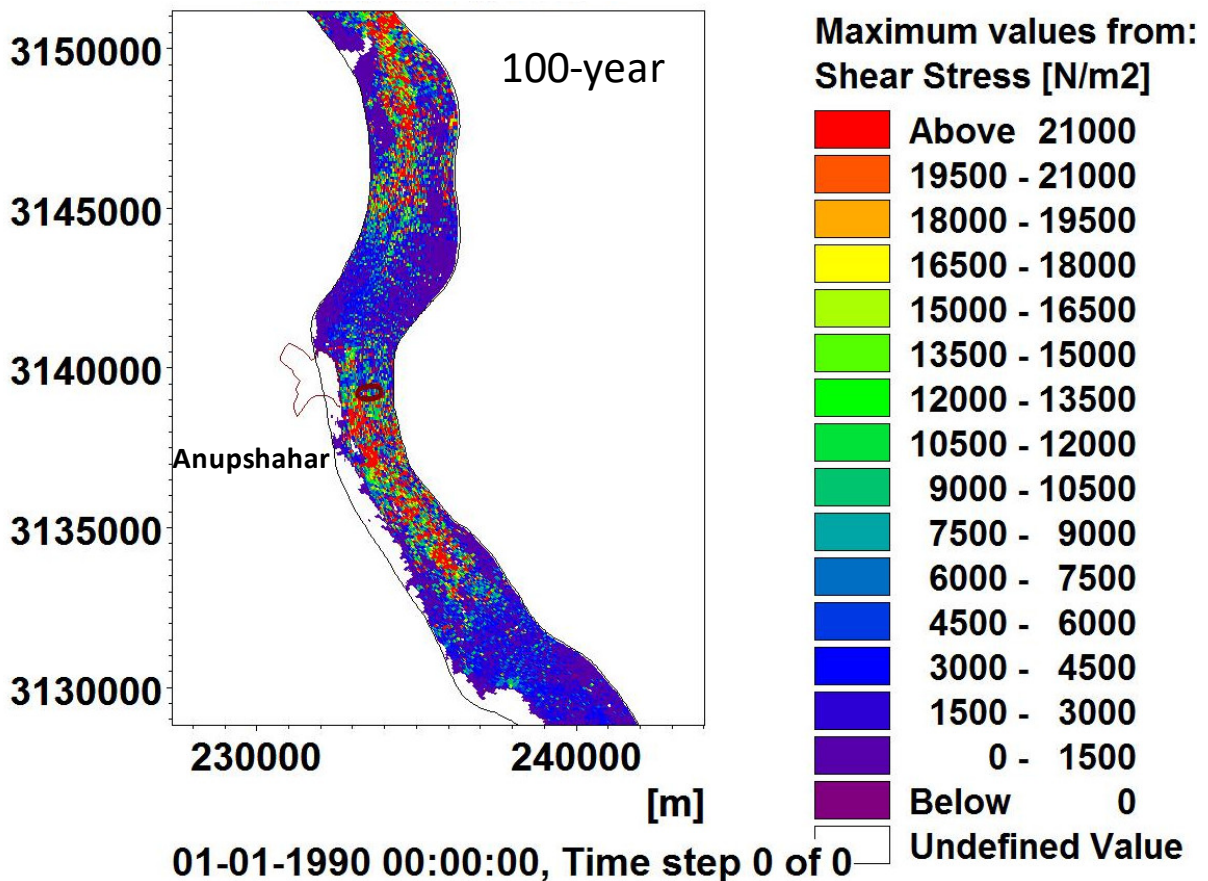 100-year
3150000
3145000
3140000
3135000
3130000
Anupshahar
230000 240000
[m]
01-01-1990 00:00:00, Time step 0 of 0
Maximum values from:
Shear Stress [N/m2]
Above 21000
19500 - 21000
18000 - 19500
16500 - 18000
15000 - 16500
13500 - 15000
12000 - 13500
10500 - 12000
9000 - 10500
7500 - 9000
6000 - 7500
4500 - 6000
3000 - 4500
1500 - 3000
0 - 1500
Below 0
Undefined Value